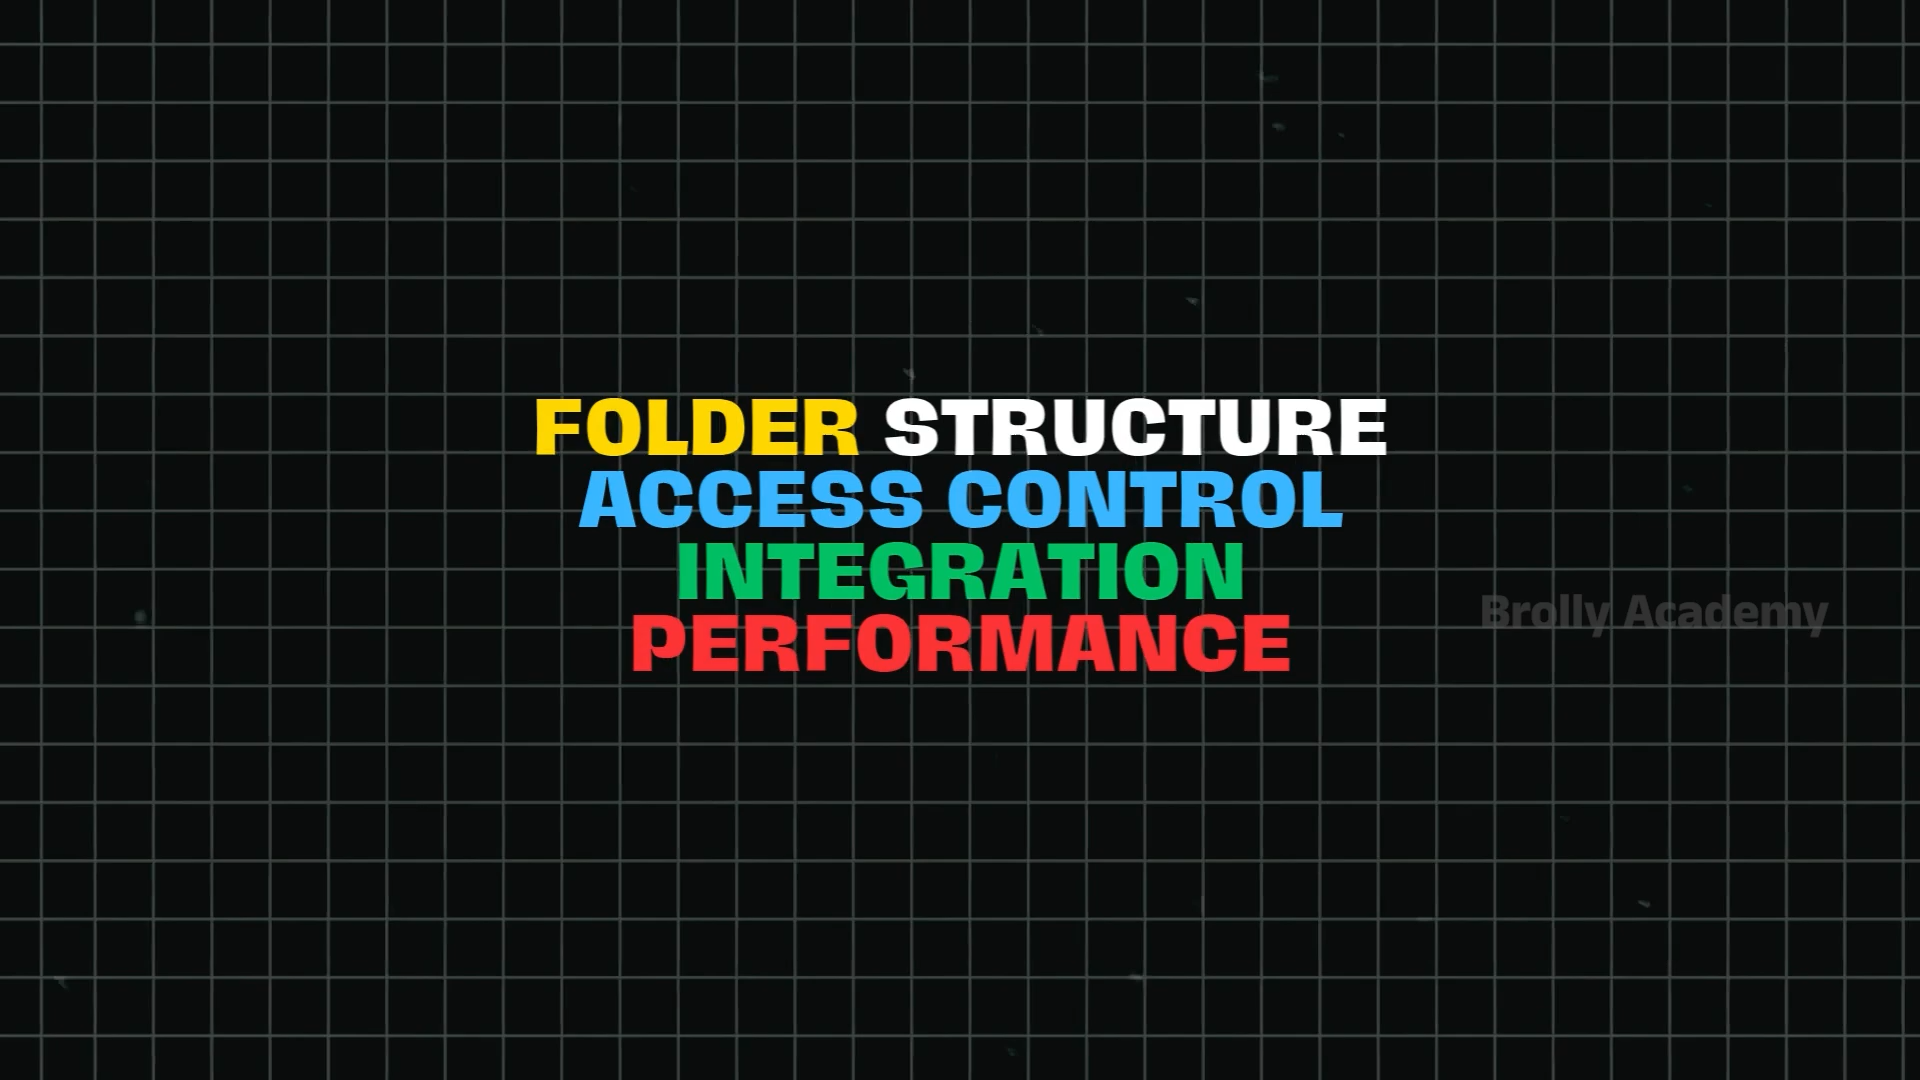 FOLDER STRUCTURE
ACCESS CONTROL
INTEGRATION
Brolly Academy
PERFORMANCE